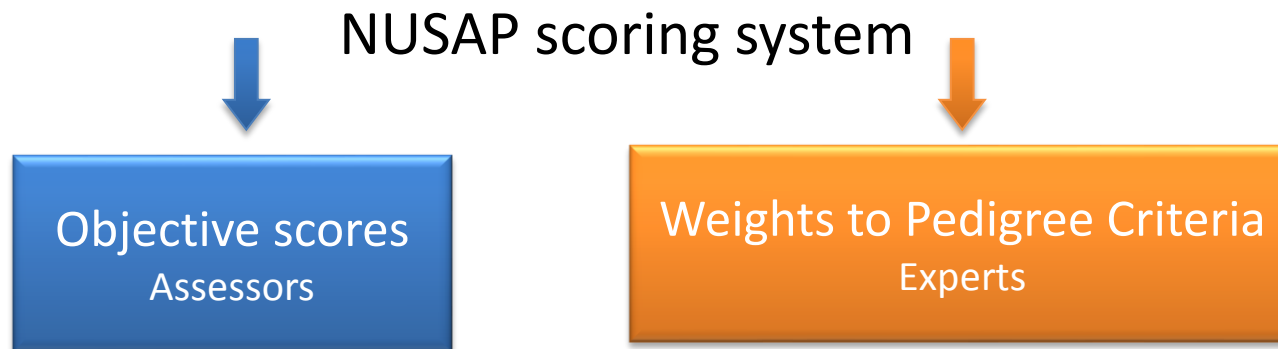 NUSAP scoring system
Objective scores
Assessors
Weights to Pedigree Criteria
Experts